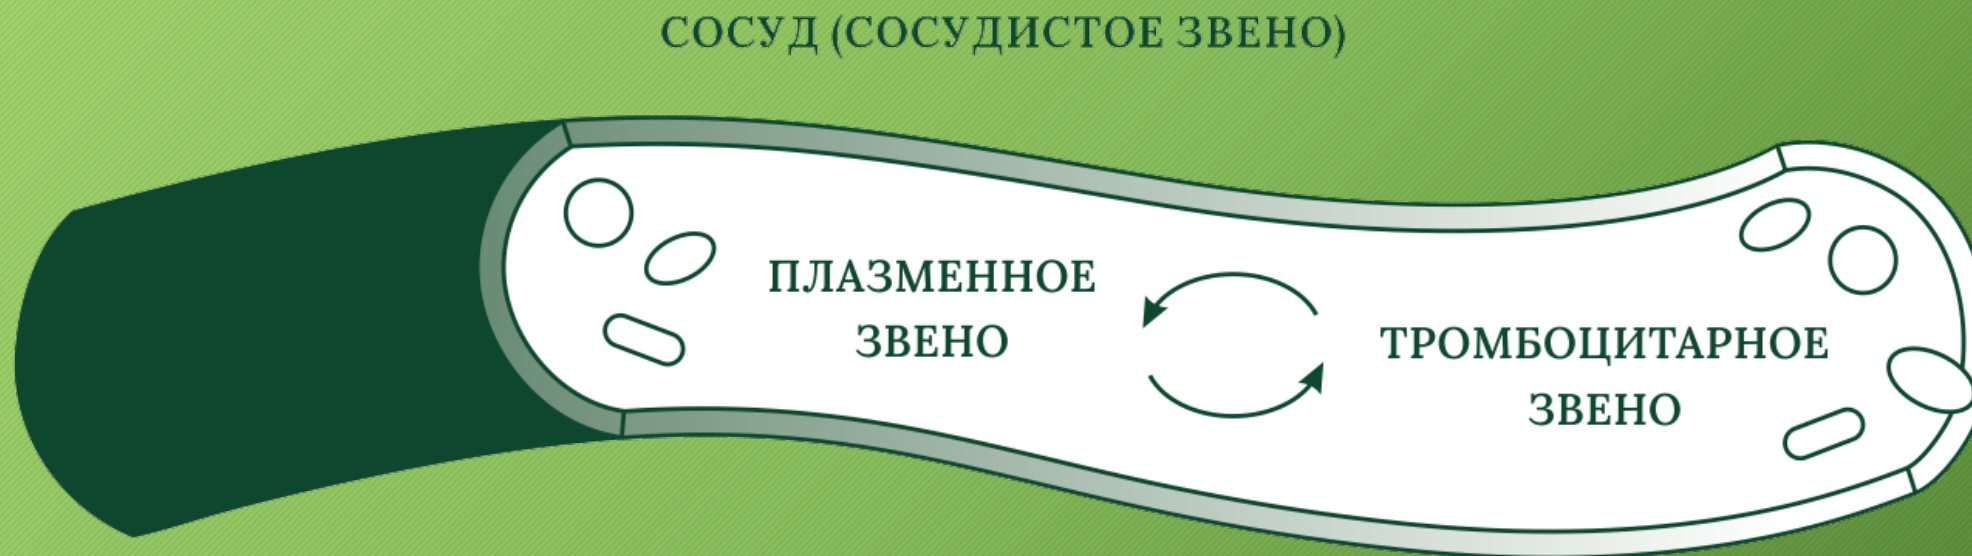 СОСУД (СОСУДИСТОЕ ЗВЕНО)
ПЛАЗМЕННОЕ
ЗВЕНО
ТРОМБОЦИТАРНОЕ
ЗВЕНО